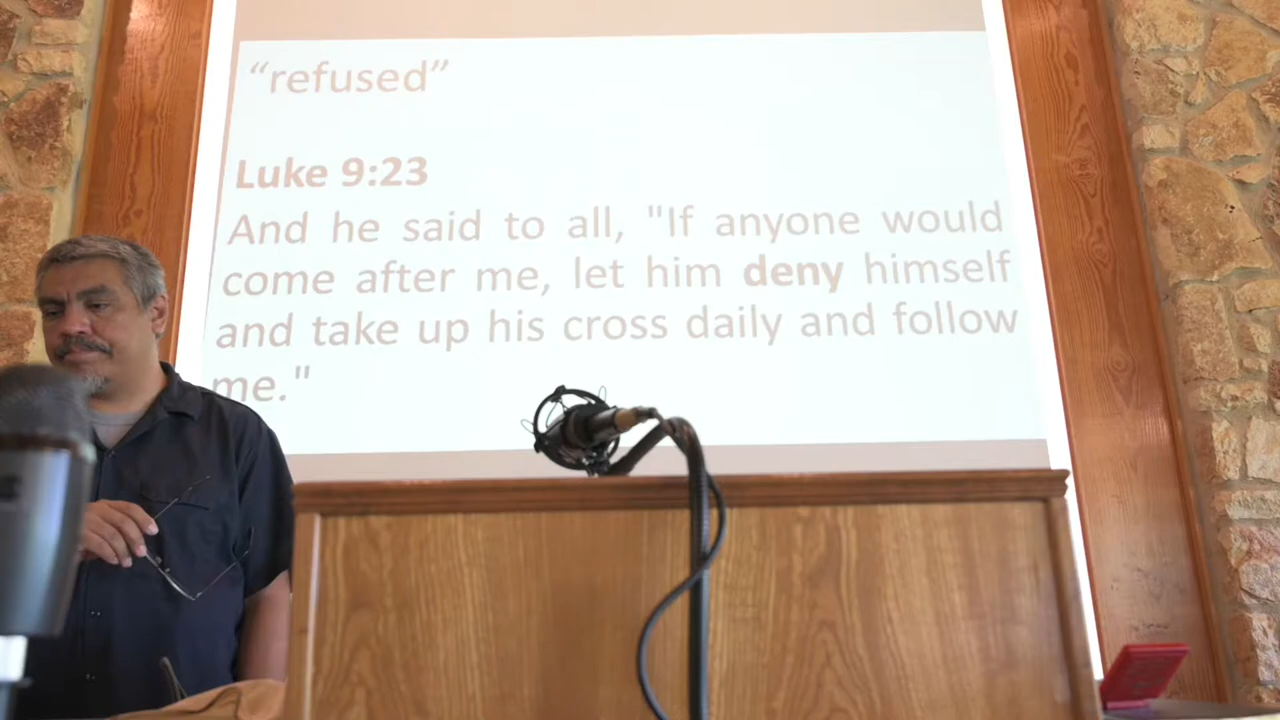 “refused”
Luke 9:23
And he said to all, "If anyone would
come after me, let him deny himself
and take up his cross daily and follow
me."